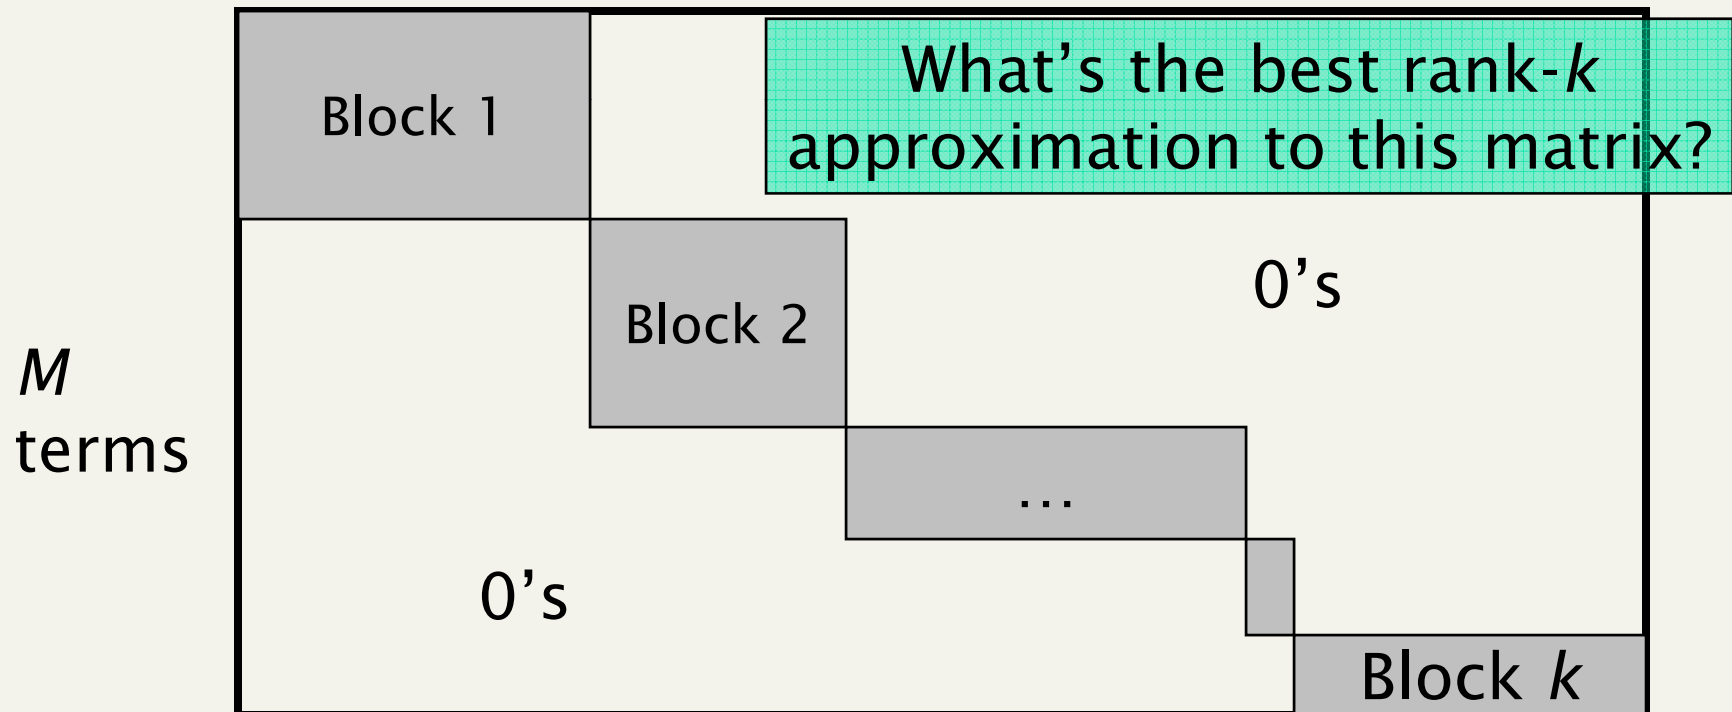 What's the best rank-k
approximation to this matrix?
Block 1
0's
Block 2
M
terms
...
0's
Block k